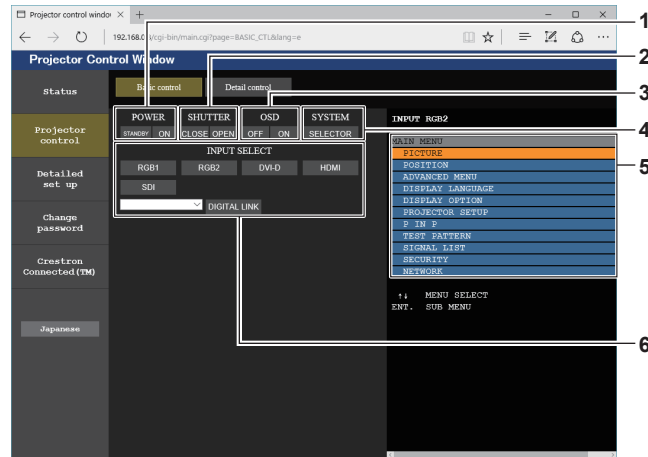 Projector control window
192.168.0.8/cgi-bin/main.cgi?page=BASIC_CTL&lang=e
1
Projector Control Window
2
Status
Basic control
Detail control
3
POWER
SHUTTER
OSD
SYSTEM
STANDBY
ON
CLOSE
OPEN
OFF
ON
SELECTOR
4
INPUT RGB2
Projector control
INPUT SELECT
RGB1
RGB2
DVI-D
HDMI
SDI
DIGITAL LINK
MAIN MENU
PICTURE
5
POSITION
ADVANCED MENU
DISPLAY LANGUAGE
DISPLAY OPTION
PROJECTOR SETUP
P IN P
TEST PATTERN
SIGNAL LIST
SECURITY
NETWORK
Detailed set up
Change password
Crestron Connected(TM)
↑↓ MENU SELECT
ENT. SUB MENU
Japanese
6